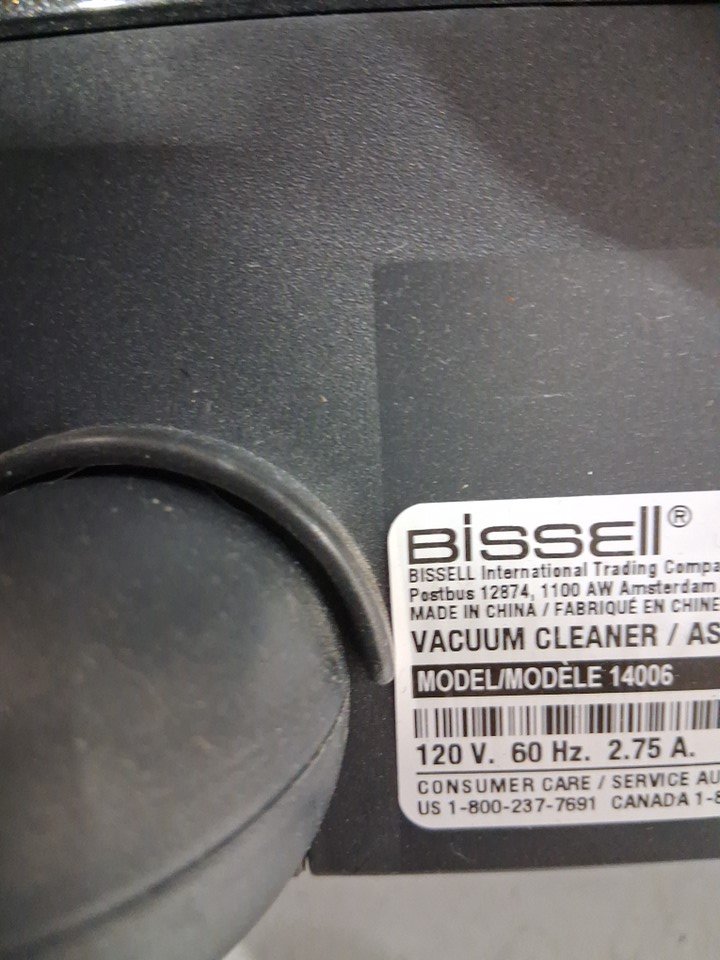 BISSELL®
BISSELL International Trading Compa
Postbus 12874, 1100 AW Amsterdam
MADE IN CHINA / FABRIQUÉ EN CHINE
VACUUM CLEANER / AS
MODEL/MODÈLE 14006
120 V. 60 Hz. 2.75 A.
CONSUMER CARE / SERVICE AU
US 1-800-237-7691 CANADA 1-8